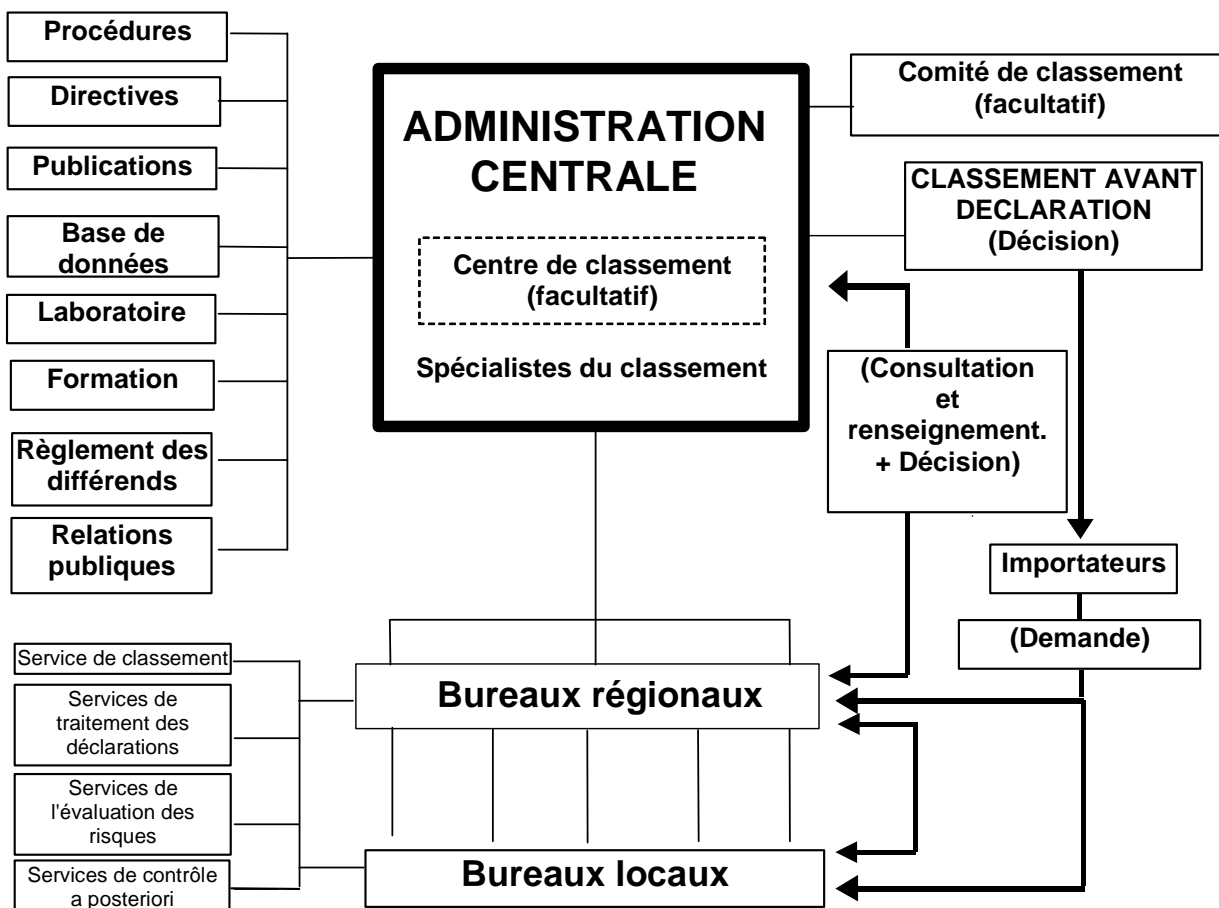 Procédures
Directives
Publications
Base de
données
Laboratoire
Formation
Règlement des
différends
Relations
publiques
ADMINISTRATION
CENTRALE
Centre de classement
(facultatif)
Spécialistes du classement
Comité de classement
(facultatif)
CLASSEMENT AVANT
DECLARATION
(Décision)
(Consultation
et
renseignement.
+ Décision)
Importateurs
(Demande)
Service de classement
Services de
traitement des
déclarations
Services de
l'évaluation des
risques
Services de contrôle
a posteriori
Bureaux régionaux
Bureaux locaux